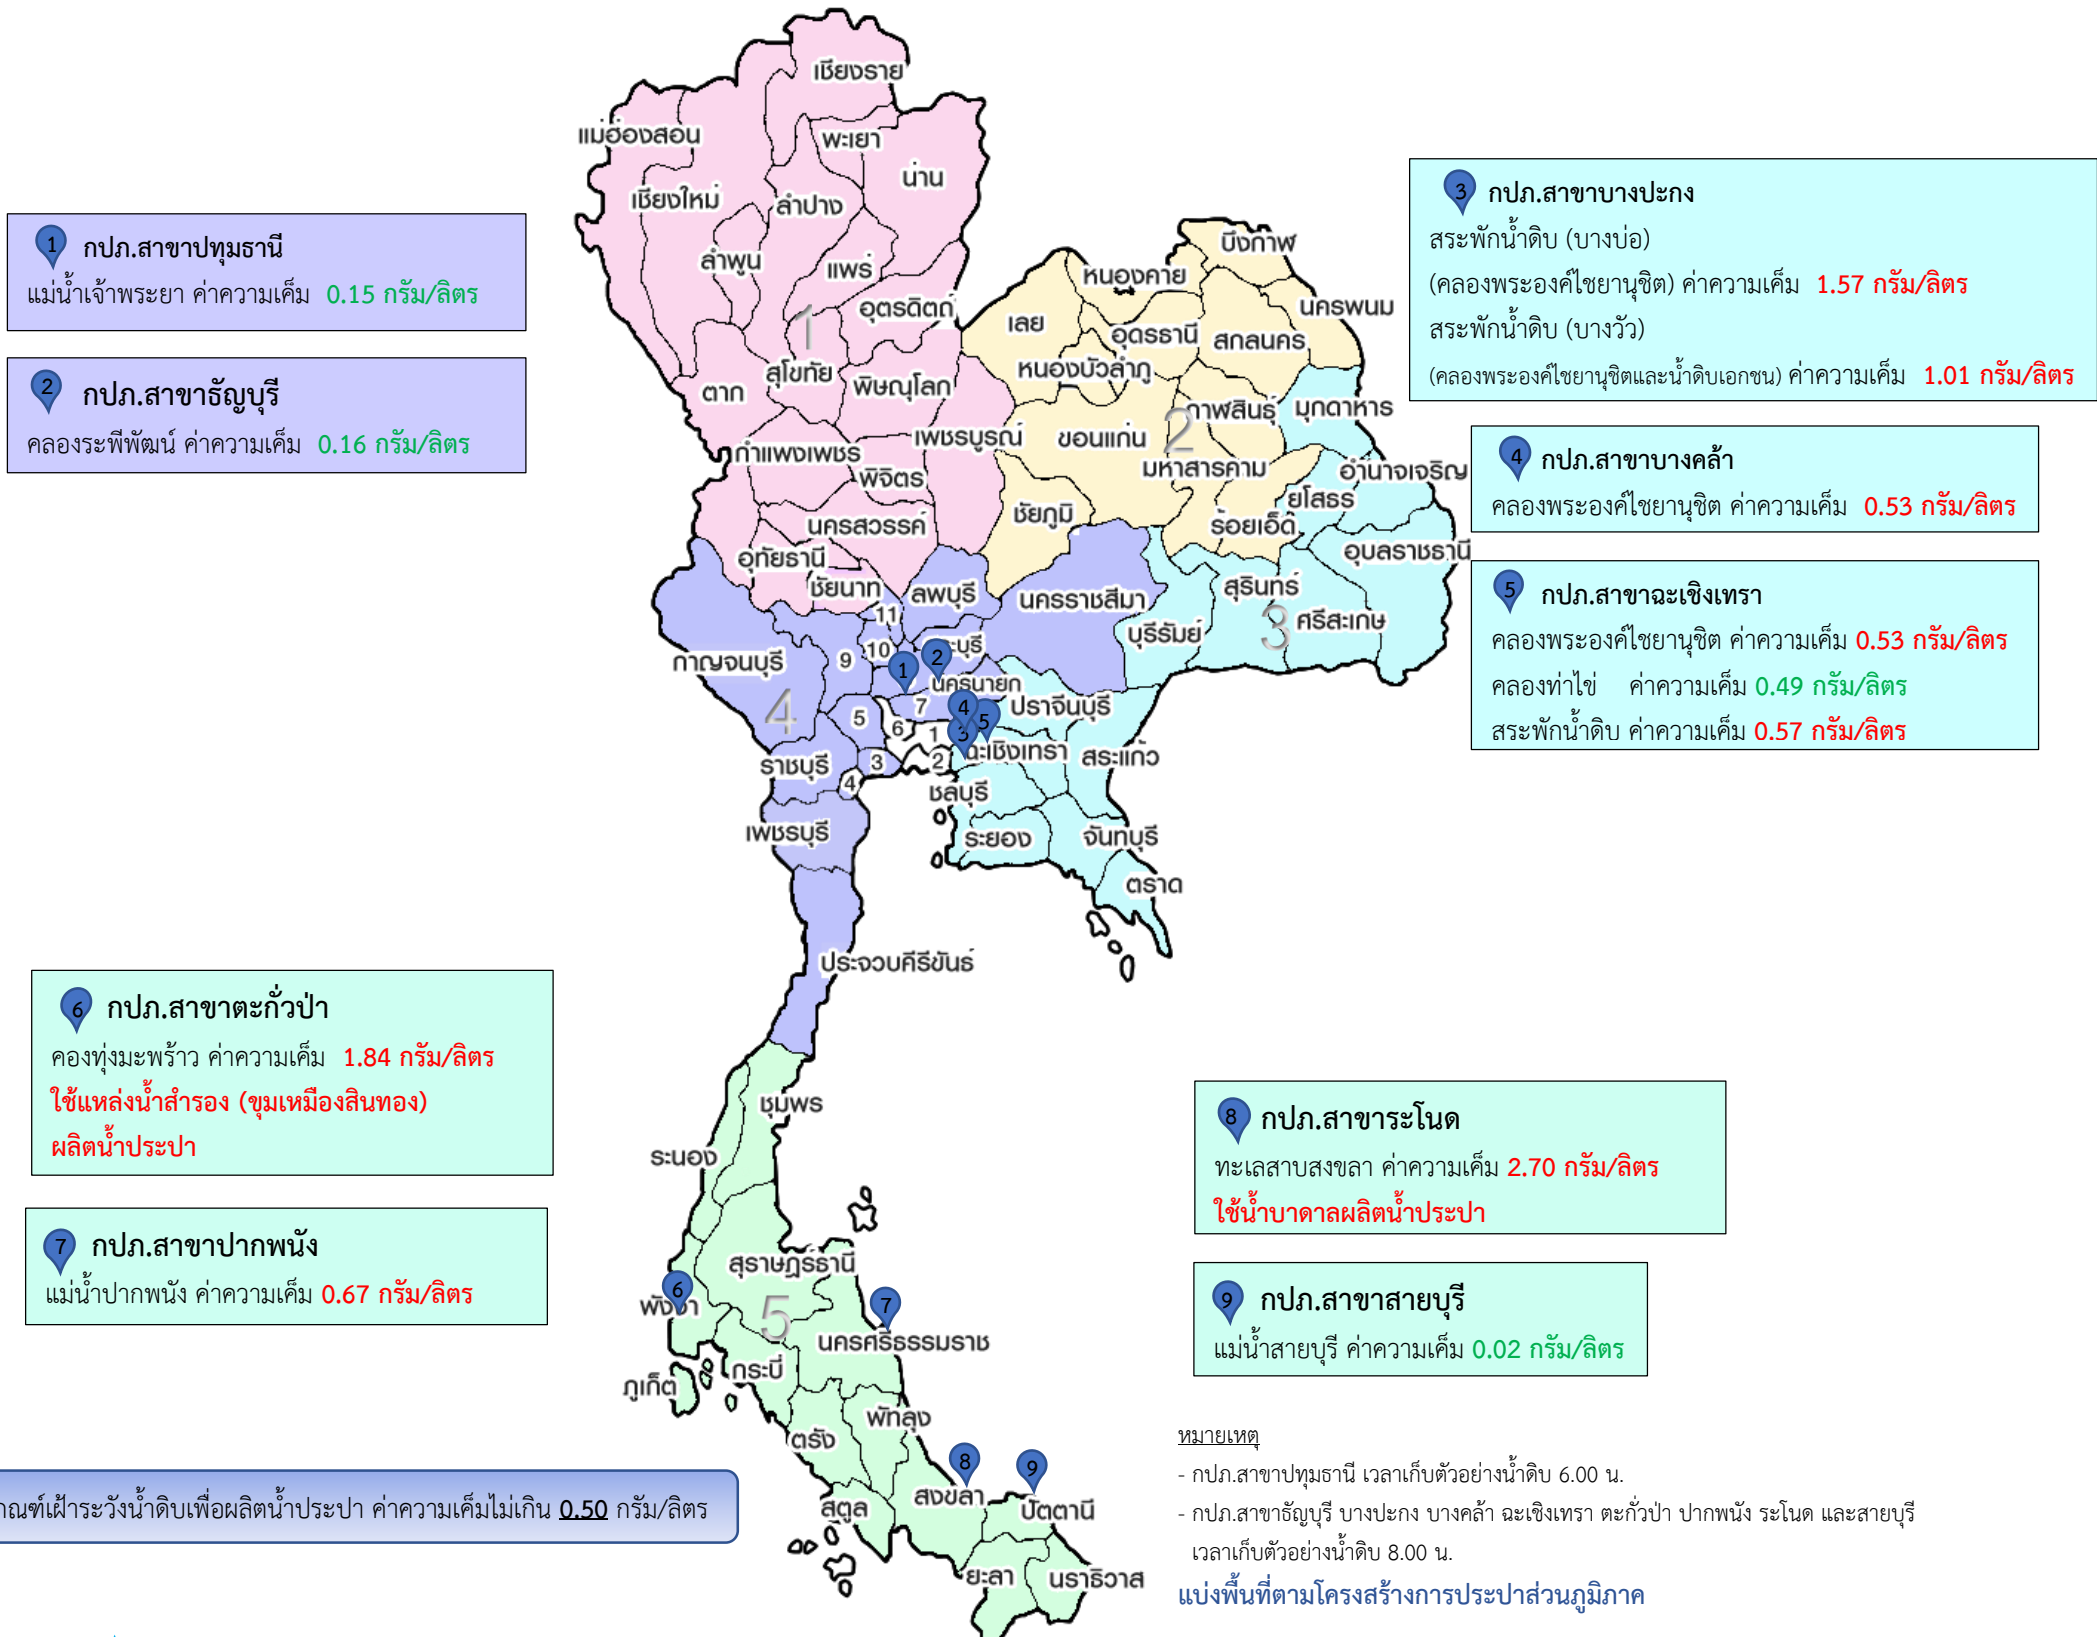 1 กปภ.สาขาปทุมธานี
แม่น้ำเจ้าพระยา ค่าความเค็ม 0.15 กรัม/ลิตร
2 กปภ.สาขาธัญบุรี
คลองระพีพัฒน์ ค่าความเค็ม 0.16 กรัม/ลิตร
3 กปภ.สาขาบางปะกง
สระพักน้ำดิบ (บางบ่อ)
(คลองพระองค์ไชยานุชิต) ค่าความเค็ม 1.57 กรัม/ลิตร
สระพักน้ำดิบ (บางวัว)
(คลองพระองค์ไชยานุชิตและน้ำดิบเอกชน) ค่าความเค็ม 1.01 กรัม/ลิตร
4 กปภ.สาขาบางคล้า
คลองพระองค์ไชยานุชิต ค่าความเค็ม 0.53 กรัม/ลิตร
5 กปภ.สาขาฉะเชิงเทรา
คลองพระองค์ไชยานุชิต ค่าความเค็ม 0.53 กรัม/ลิตร
คลองท่าไข่ ค่าความเค็ม 0.49 กรัม/ลิตร
สระพักน้ำดิบ ค่าความเค็ม 0.57 กรัม/ลิตร
เชียงราย
แม่ฮ่องสอน
พะเยา
น่าน
เชียงใหม่
ลำปาง
ลำพูน
แพร่
อุตรดิตถ์
1
สุโขทัย
ตาก
พิษณุโลก
เพชรบูรณ์
กำแพงเพชร
พิจิตร
นครสวรรค์
อุทัยธานี
ชัยนาท
บึงกาฬ
หนองคาย
นครพนม
เลย
อุดรธานี
สกลนคร
หนองบัวลำภู
กาฬสินธุ์
มุกดาหาร
ขอนแก่น
2
มหาสารคาม
อำนาจเจริญ
ยโสธร
ชัยภูมิ
ร้อยเอ็ด
อุบลราชธานี
ลพบุรี
นครราชสีมา
สุรินทร์
บุรีรัมย์
3
ศรีสะเกษ
11
10
9
ะบุรี
1
2
กาญจนบุรี
นครนายก
4
7
4
5
ปราจีนบุรี
5
6
1
3
ฉะเชิงเทรา
สระแก้ว
ราชบุรี
3
2
4
ชลบุรี
เพชรบุรี
ระยอง
จันทบุรี
ตราด
ประจวบคีรีขันธ์
6 กปภ.สาขาตะกั่วป่า
คองทุ่งมะพร้าว ค่าความเค็ม 1.84 กรัม/ลิตร
ใช้แหล่งน้ำสำรอง (ขุมเหมืองสินทอง)
ผลิตน้ำประปา
7 กปภ.สาขาปากพนัง
แม่น้ำปากพนัง ค่าความเค็ม 0.67 กรัม/ลิตร
8 กปภ.สาขาระโนด
ทะเลสาบสงขลา ค่าความเค็ม 2.70 กรัม/ลิตร
ใช้น้ำบาดาลผลิตน้ำประปา
9 กปภ.สาขาสายบุรี
แม่น้ำสายบุรี ค่าความเค็ม 0.02 กรัม/ลิตร
ชุมพร
ระนอง
สุราษฎร์ธานี
6
พังงา
5
7
นครศรีธรรมราช
กระบี่
ภูเก็ต
พัทลุง
ตรัง
8
9
สงขลา
ปัตตานี
สตูล
ยะลา
นราธิวาส
ณฑ์เฝ้าระวังน้ำดิบเพื่อผลิตน้ำประปา ค่าความเค็มไม่เกิน 0.50 กรัม/ลิตร
หมายเหตุ
- กปภ.สาขาปทุมธานี เวลาเก็บตัวอย่างน้ำดิบ 6.00 น.
- กปภ.สาขาธัญบุรี บางปะกง บางคล้า ฉะเชิงเทรา ตะกั่วป่า ปากพนัง ระโนด และสายบุรี
เวลาเก็บตัวอย่างน้ำดิบ 8.00 น.
แบ่งพื้นที่ตามโครงสร้างการประปาส่วนภูมิภาค